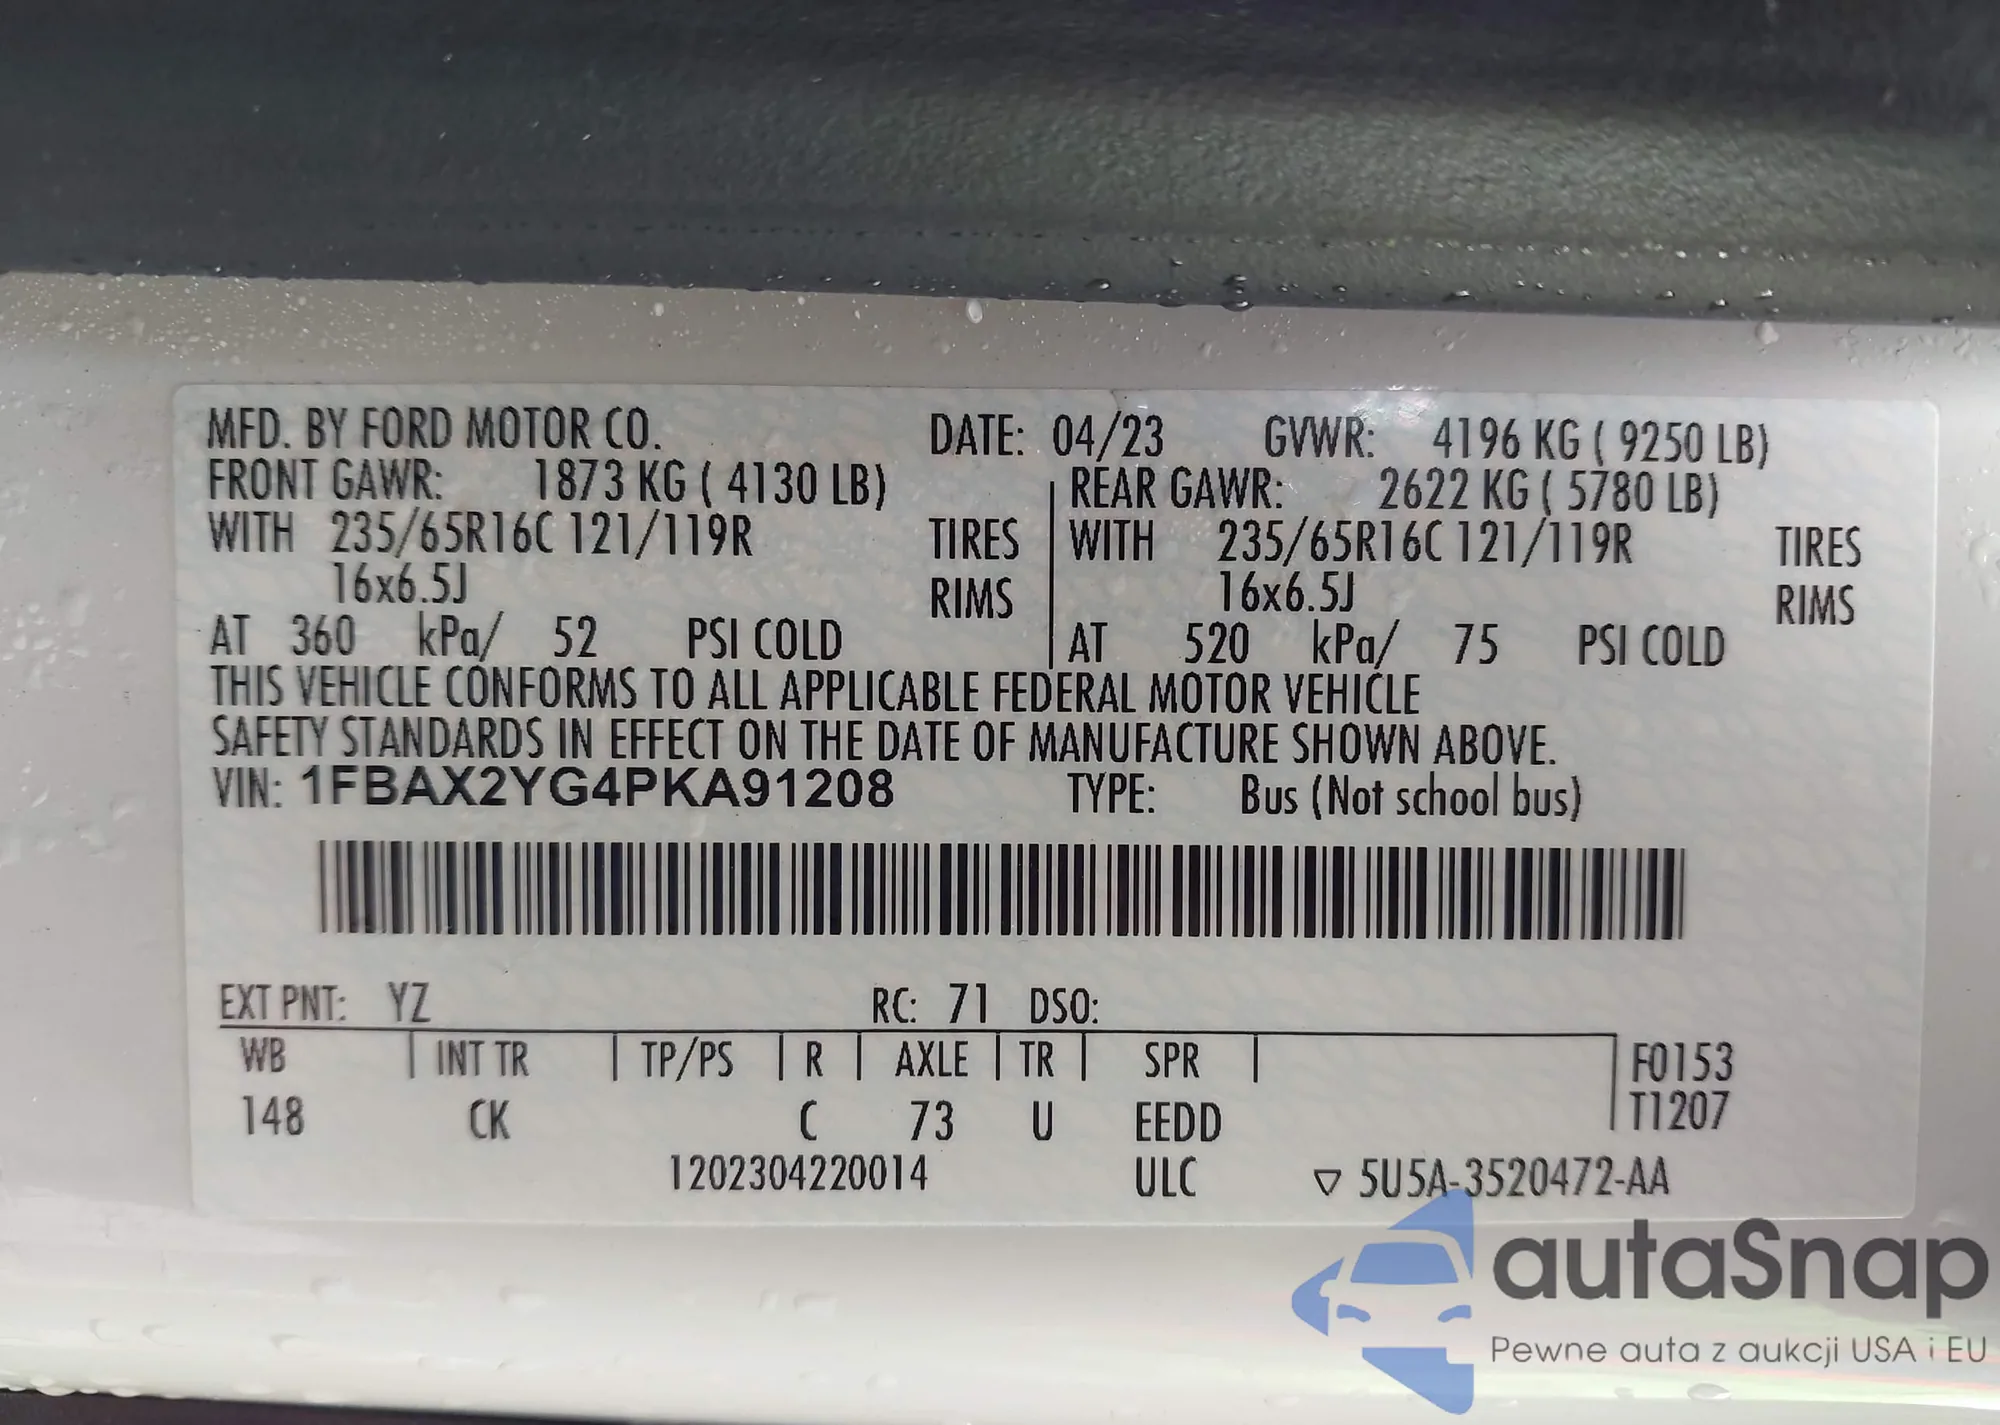 MFD. BY FORD MOTOR CO. DATE: 04/23 GVWR: 4196 KG ( 9250 LB)
FRONT GAWR: 1873 KG ( 4130 LB) REAR GAWR: 2622 KG ( 5780 LB)
WITH 235/65R16C 121/119R TIRES WITH 235/65R16C 121/119R TIRES
16x6.5J RIMS 16x6.5J RIMS
AT 360 kPa/ 52 PSI COLD AT 520 kPa/ 75 PSI COLD
THIS VEHICLE CONFORMS TO ALL APPLICABLE FEDERAL MOTOR VEHICLE
SAFETY STANDARDS IN EFFECT ON THE DATE OF MANUFACTURE SHOWN ABOVE.
VIN: 1FBAX2YG4PKA91208 TYPE: Bus (Not school bus)
EXT PNT: YZ RC: 71 DSO:
WB | INT TR | TP/PS | R | AXLE | TR | SPR | F0153
T1207
148 CK C 73 U EEDD
1202304220014 ULC ▽ 5U5A-3520472-AA
autaSnap
Pewne auta z aukcji USA i EU